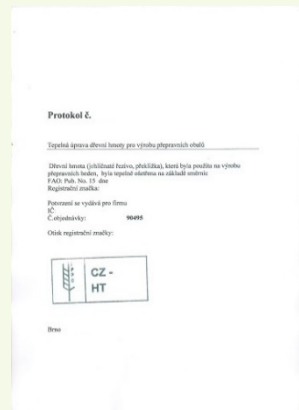 Protokol č.
Tepelná úprava dřevní hmoty pro výrobu přepravních obalů
Dřevní hmota (jehličnaté řezivo, překližka), která byla použita na výrobu
přepravních beden, byla tepelně ošetřena na základě směrnic
FAO: Pub. No. 15 dne
Registrační značka:
Potvrzení se vydává pro firmu
IČ
Č.objednávky: 90495
Otisk registrační značky:
CZ -
HT
Brno